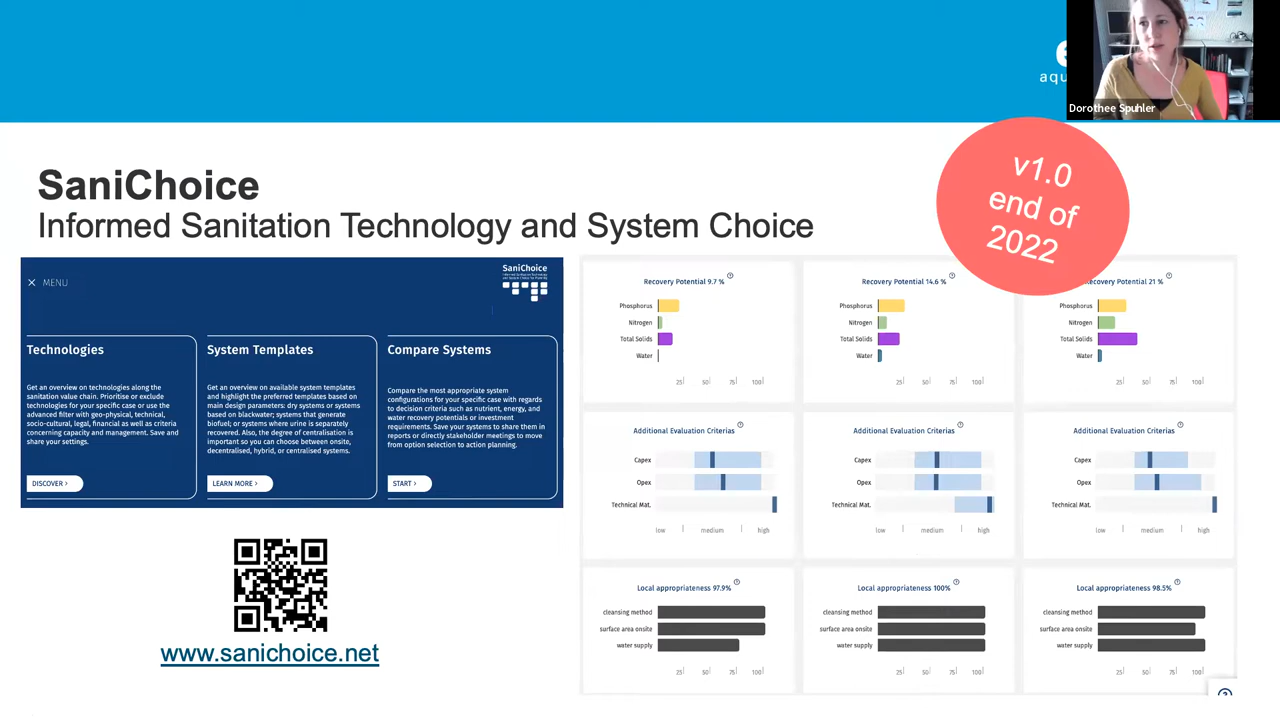 aqu
Dorothee Spuhler
v1.0
end of
2022
SaniChoice
Informed Sanitation Technology and System Choice
MENU
SaniChoice
Technologies
Get an overview on technologies along the
sanitation value chain. Prioritise or exclude
technologies for your specific case or use the
advanced filter with geo-physical, technical,
socio-cultural, legal, financial as well as criteria
concerning capacity and management. Save and
share your settings.
DISCOVER >
System Templates
Get an overview on available system templates
and highlight the preferred templates based on
main design parameters: dry systems or systems
based on blackwater; systems that generate
biofuel; or systems where urine is separately
recovered. Also, the degree of centralisation is
important so you can choose between onsite,
decentralised, hybrid, or centralised systems.
LEARN MORE >
Compare Systems
Compare the most appropriate system
configurations for your specific case with regards
to decision criteria such as nutrient, energy, and
water recovery potentials or investment
requirements. Save your systems to share them in
reports or directly stakeholder meetings to move
from option selection to action planning.
START >
www.sanichoice.net
Recovery Potential 9.7 %
Phosphorus
Nitrogen
Total Solids
Water
25 50 75 100
Recovery Potential 14.6 %
Phosphorus
Nitrogen
Total Solids
Water
25 50 75 100
ecovery Potential 21 %
Phosphorus
Nitrogen
Total Solids
Water
25 50 75 100
Additional Evaluation Criterias
Capex
Opex
Technical Mat.
low medium high
Additional Evaluation Criterias
Capex
Opex
Technical Mat.
low medium high
Additional Evaluation Criterias
Capex
Opex
Technical Mat.
low medium high
Local appropriateness 97.9%
cleansing method
surface area onsite
water supply
25 50 75 100
Local appropriateness 100%
cleansing method
surface area onsite
water supply
25 50 75 100
Local appropriateness 98.5%
cleansing method
surface area onsite
water supply
25 50 75 100